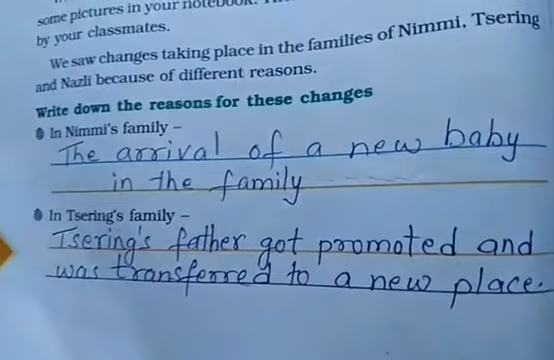 some pictures in your notebook.
by your classmates.
We saw changes taking place in the families of Nimmi, Tsering
and Nazli because of different reasons.
Write down the reasons for these changes
In Nimmi's family –
The arrival of a new baby
in the family
In Tsering's family –
Tsering's father got promoted and
was transferred to a new place.